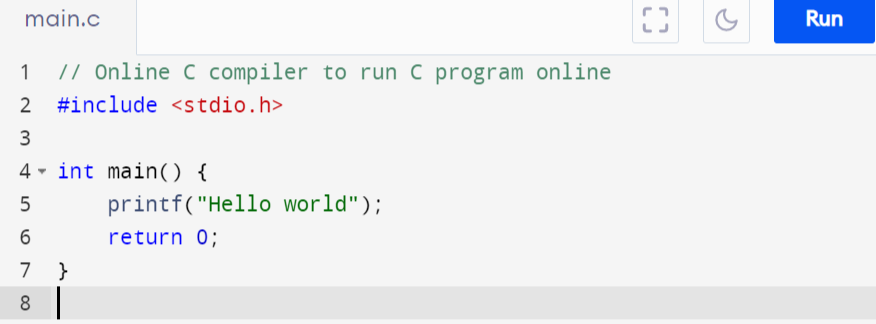 main.c
Run
1 // Online C compiler to run C program online
2 #include <stdio.h>
3
4 int main() {
5     printf("Hello world");
6     return 0;
7 }
8